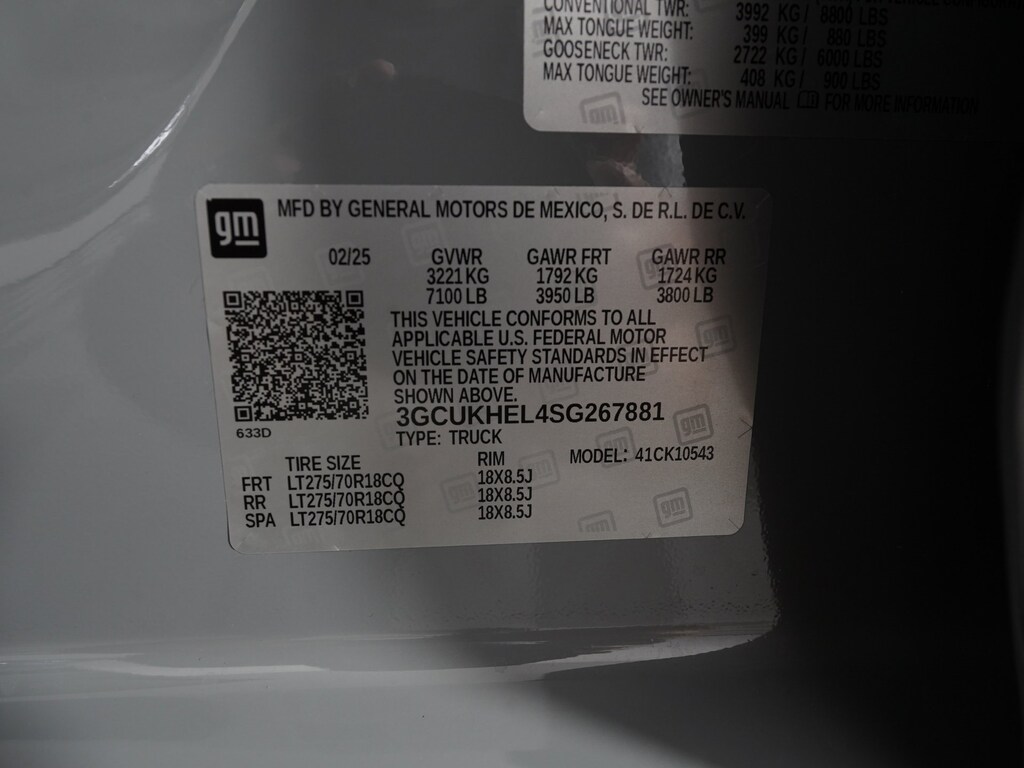 CONVENTIONAL TWR: 3992 KG / 8800 LBS
MAX TONGUE WEIGHT: 399 KG / 880 LBS
GOOSENECK TWR: 2722 KG / 6000 LBS
MAX TONGUE WEIGHT: 408 KG / 900 LBS
SEE OWNER'S MANUAL FOR MORE INFORMATION
gm
gm MFD BY GENERAL MOTORS DE MEXICO, S. DE R.L. DE C.V.
02/25 GVWR GAWR FRT GAWR RR
3221 KG 1792 KG 1724 KG
7100 LB 3950 LB 3800 LB
THIS VEHICLE CONFORMS TO ALL
APPLICABLE U.S. FEDERAL MOTOR
VEHICLE SAFETY STANDARDS IN EFFECT
ON THE DATE OF MANUFACTURE
SHOWN ABOVE.
3GCUKHEL4SG267881
633D
TYPE: TRUCK
MODEL: 41CK10543
TIRE SIZE RIM
FRT LT275/70R18CQ 18X8.5J
RR LT275/70R18CQ 18X8.5J
SPA LT275/70R18CQ 18X8.5J